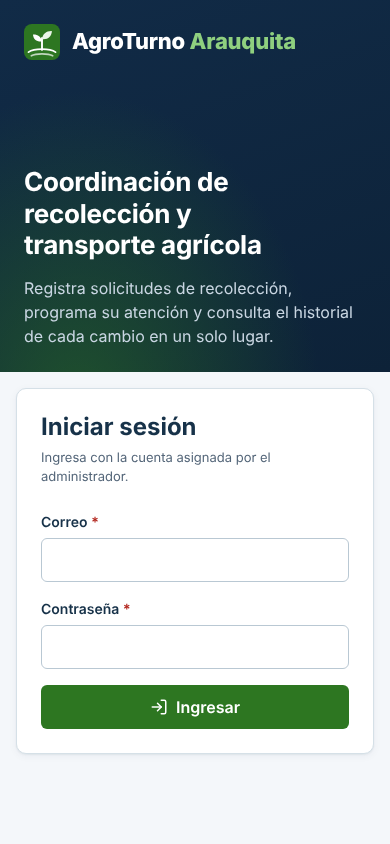 AgroTurno Arauquita
Coordinación de
recolección y
transporte agrícola
Registra solicitudes de recolección,
programa su atención y consulta el historial
de cada cambio en un solo lugar.
Iniciar sesión
Ingresa con la cuenta asignada por el
administrador.
Correo *
Contraseña *
Ingresar